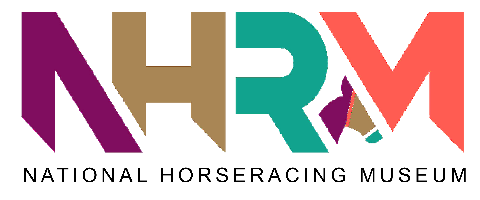 NHRM
NATIONAL HORSERACING MUSEUM